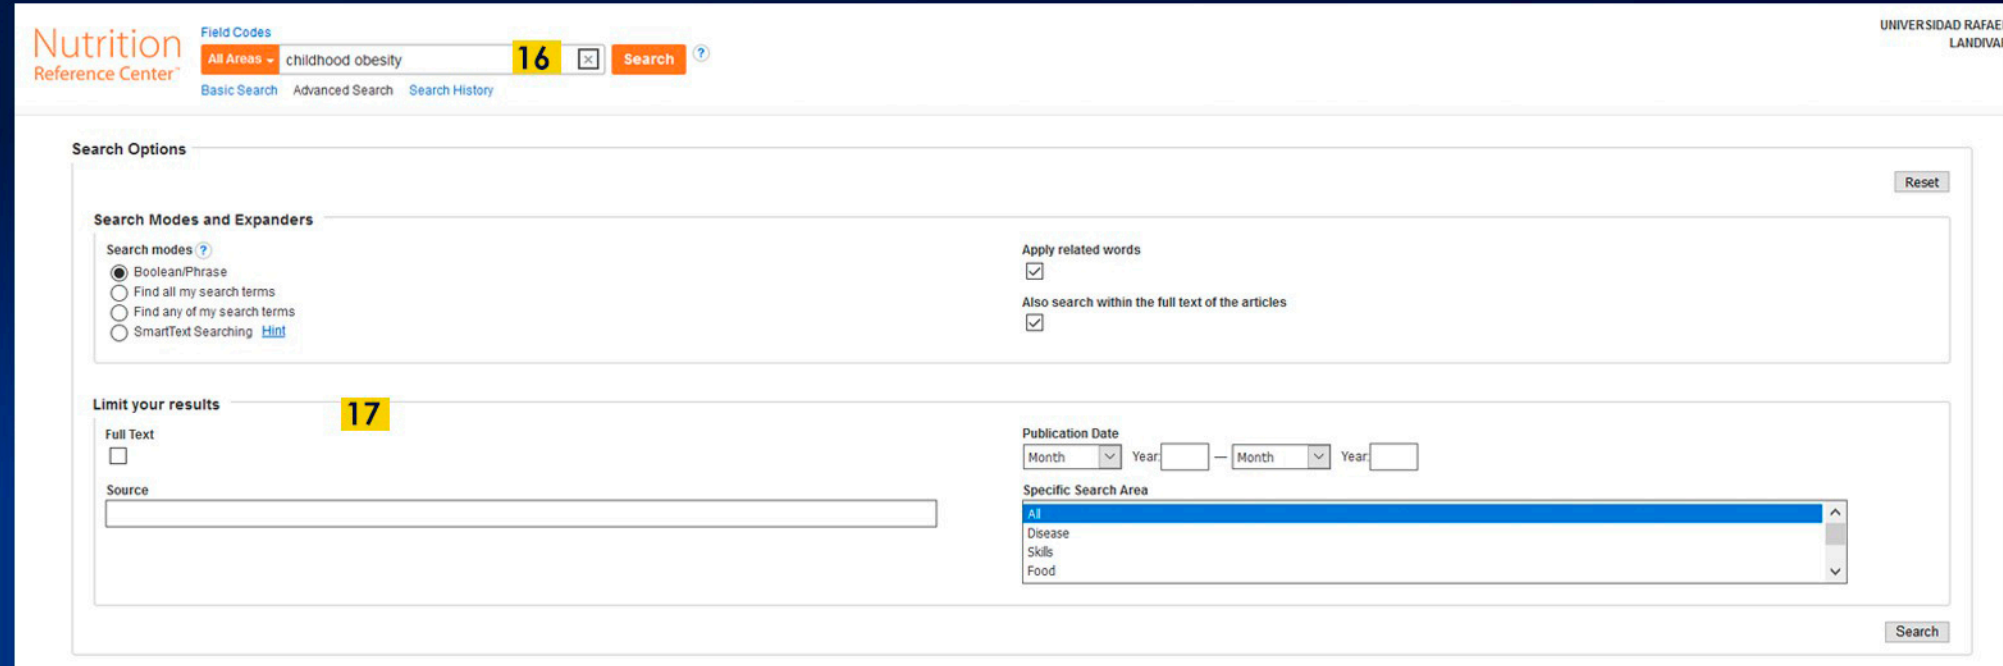 Nutrition
Reference Center™
Field Codes
All Areas childhood obesity 16 Search ?
Basic Search Advanced Search Search History
UNIVERSIDAD RAFAEL
LANDIVAR
Search Options
Reset
Search Modes and Expanders
Search modes ?
Boolean/Phrase
Find all my search terms
Find any of my search terms
SmartText Searching Hint
Apply related words
Also search within the full text of the articles
Limit your results
17
Full Text
Source
Publication Date
Month Year: — Month Year:
Specific Search Area
All
Disease
Skills
Food
Search